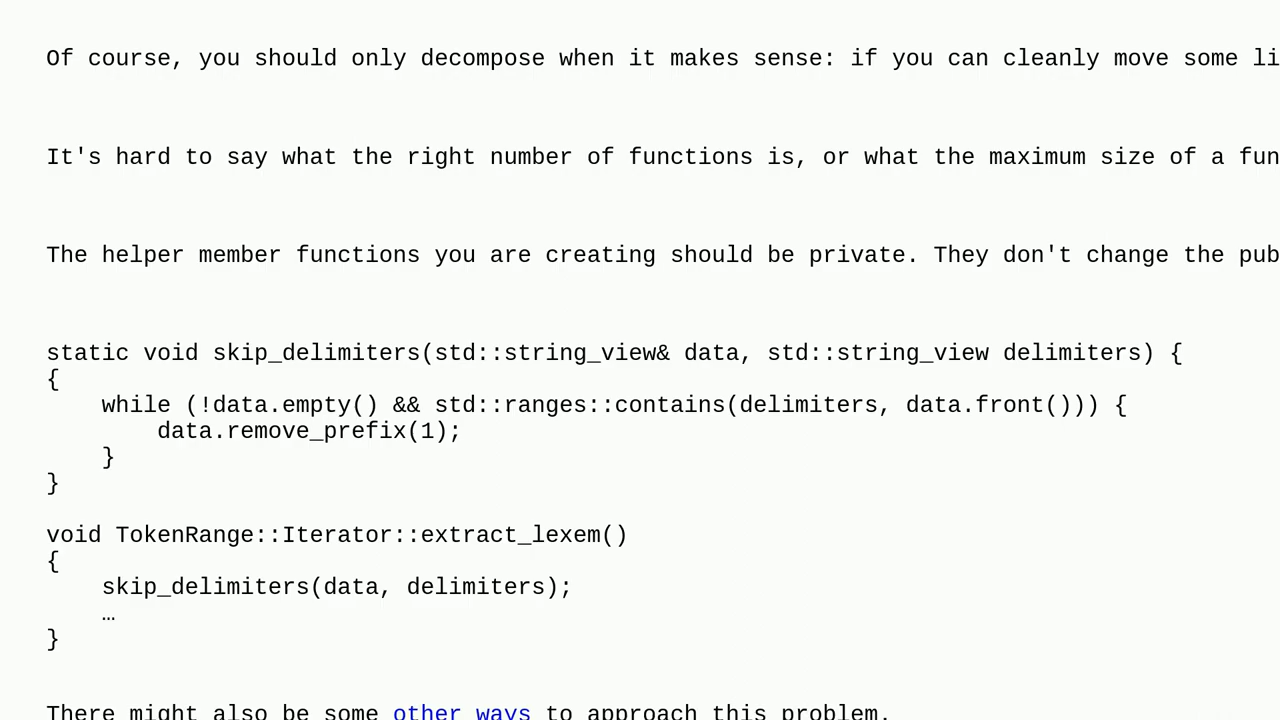 Of course, you should only decompose when it makes sense: if you can cleanly move some li
It's hard to say what the right number of functions is, or what the maximum size of a fun
The helper member functions you are creating should be private. They don't change the pub
static void skip_delimiters(std::string_view& data, std::string_view delimiters) {
{
    while (!data.empty() && std::ranges::contains(delimiters, data.front())) {
        data.remove_prefix(1);
    }
}
void TokenRange::Iterator::extract_lexem()
{
    skip_delimiters(data, delimiters);
    …
}
There might also be some other ways to approach this problem.